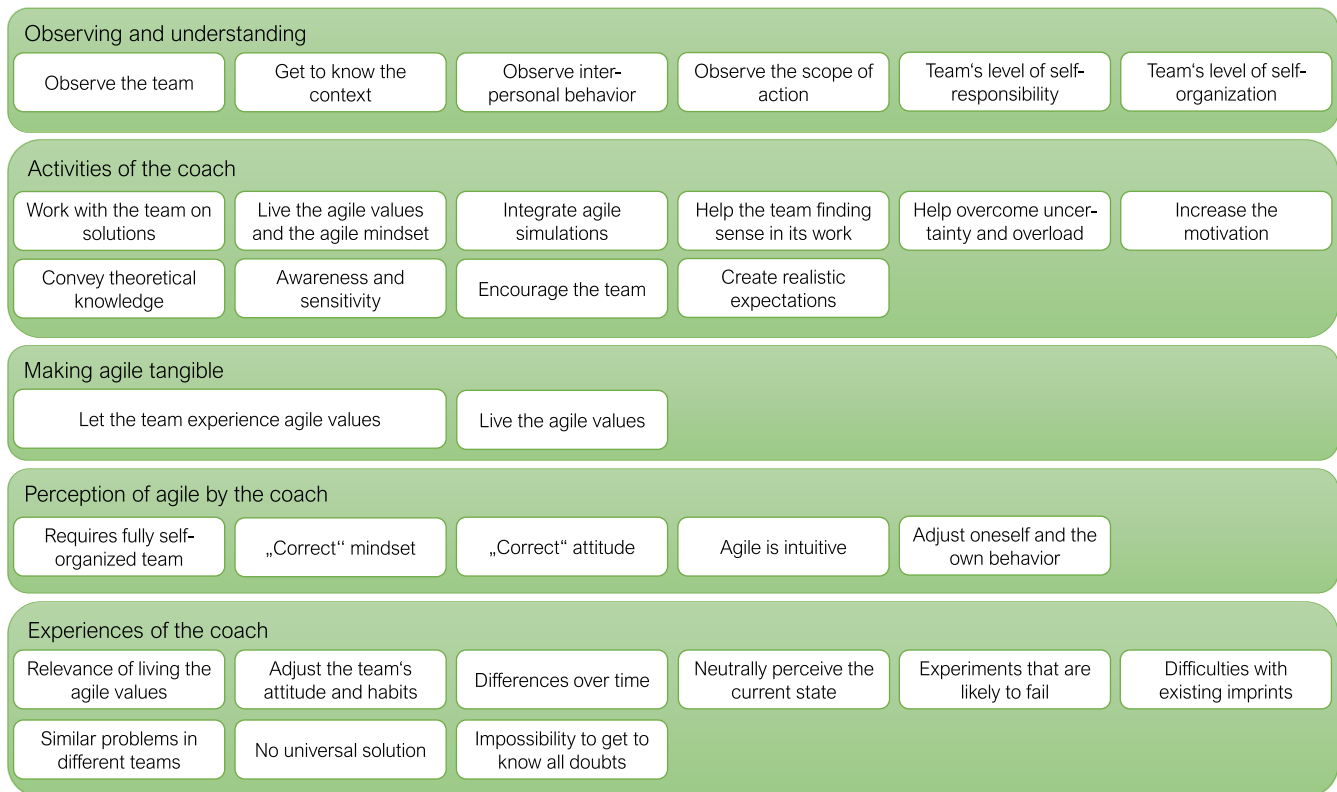 Observing and understanding
Observe the team
Get to know the
context
Observe inter-
personal behavior
Observe the scope of
action
Team‘s level of self-
responsibility
Team‘s level of self-
organization
Activities of the coach
Work with the team on
solutions
Live the agile values
and the agile mindset
Integrate agile
simulations
Help the team finding
sense in its work
Help overcome uncer-
tainty and overload
Increase the
motivation
Convey theoretical
knowledge
Awareness and
sensitivity
Encourage the team
Create realistic
expectations
Making agile tangible
Let the team experience agile values
Live the agile values
Perception of agile by the coach
Requires fully self-
organized team
„Correct‘‘ mindset
„Correct“ attitude
Agile is intuitive
Adjust oneself and the
own behavior
Experiences of the coach
Relevance of living the
agile values
Adjust the team‘s
attitude and habits
Differences over time
Neutrally perceive the
current state
Experiments that are
likely to fail
Difficulties with
existing imprints
Similar problems in
different teams
No universal solution
Impossibility to get to
know all doubts